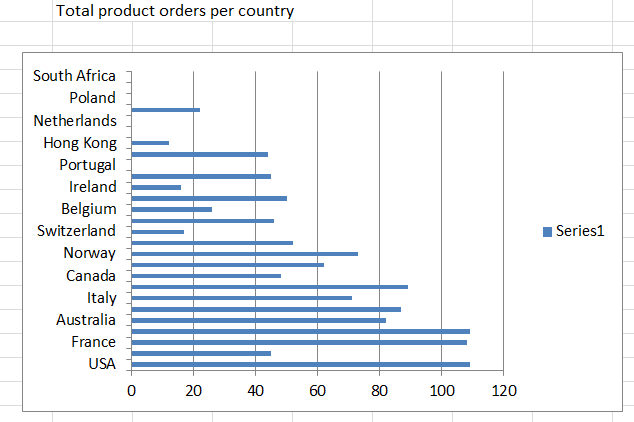 Total product orders per country
South Africa
Poland
Netherlands
Hong Kong
Portugal
Ireland
Belgium
Switzerland
Norway
Canada
Italy
Australia
France
USA
0 20 40 60 80 100 120
Series1